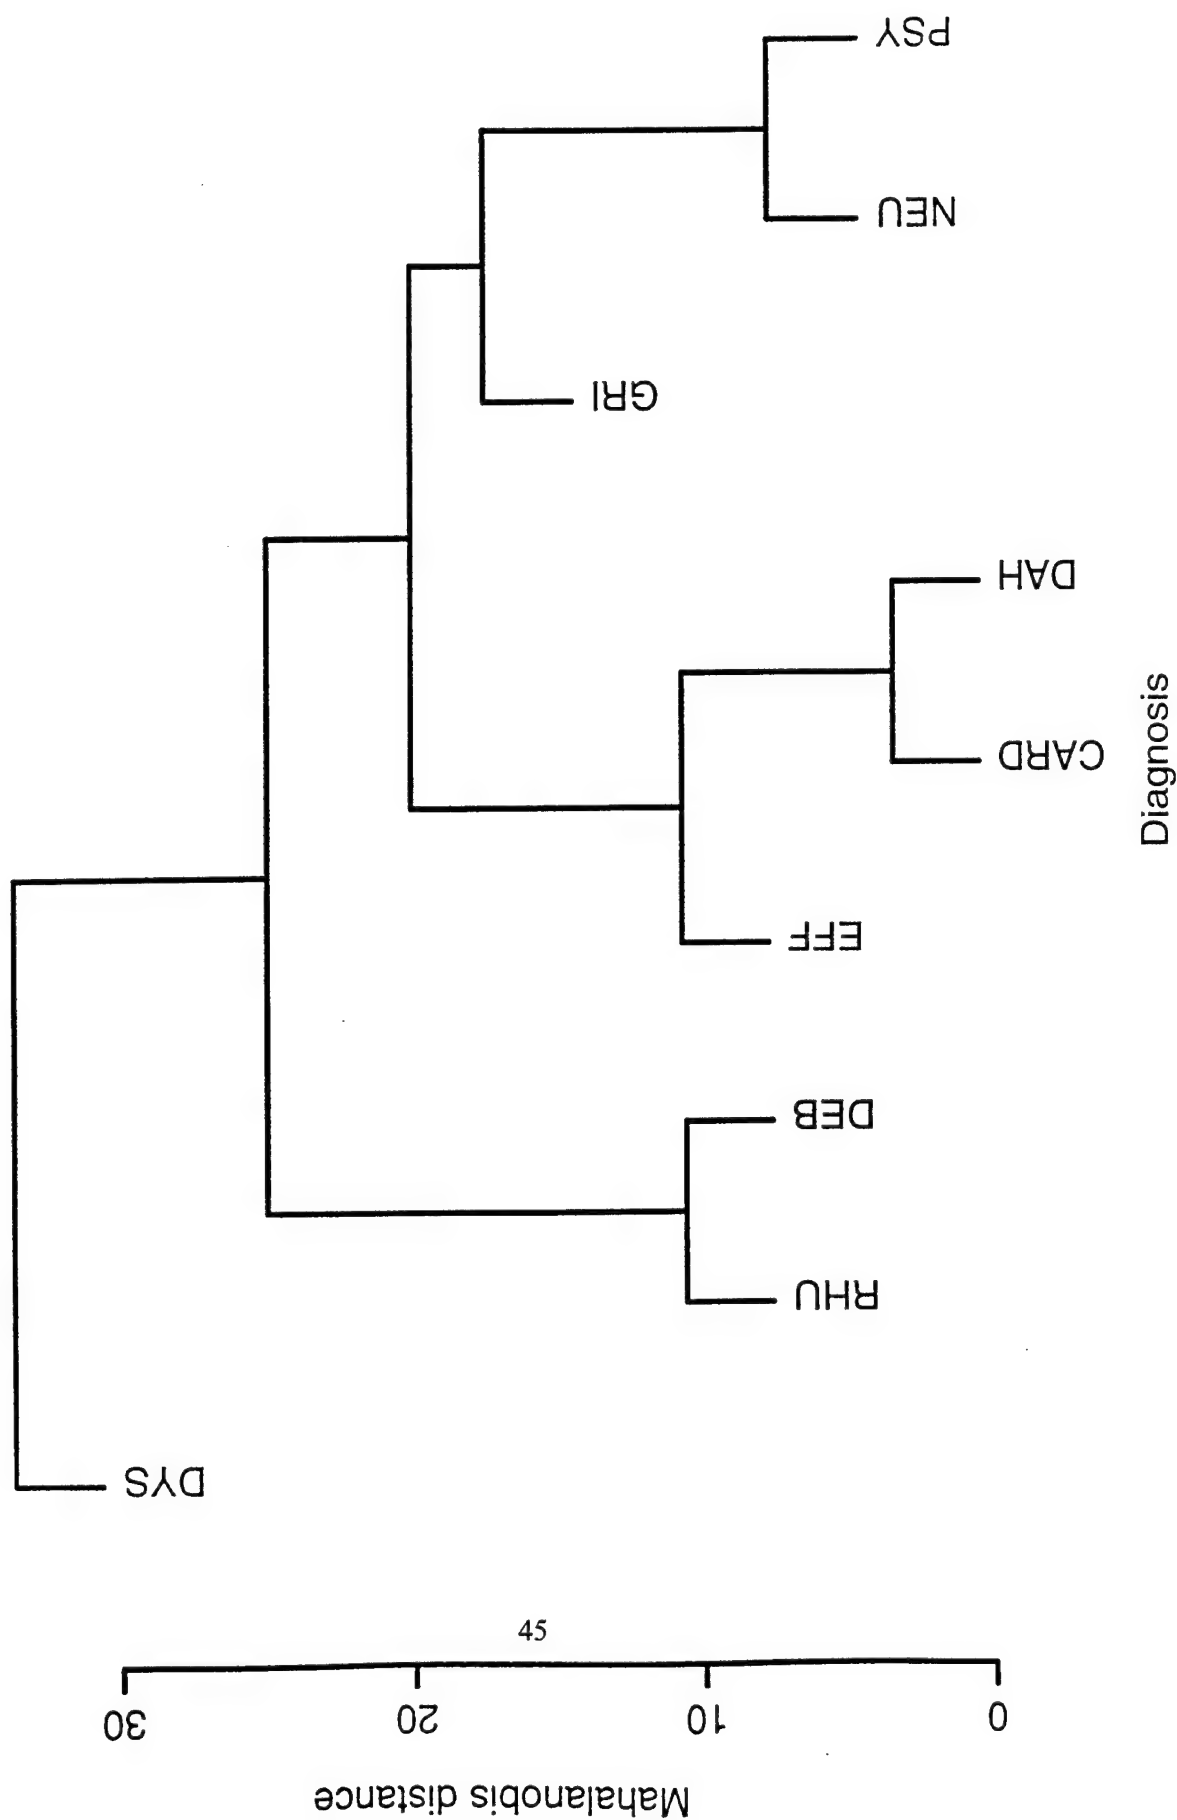 PSY
NEU
GRI
DAH
CARD
Diagnosis
EFF
DEB
RHU
DYS
45
30
20
10
0
Mahalanobis distance